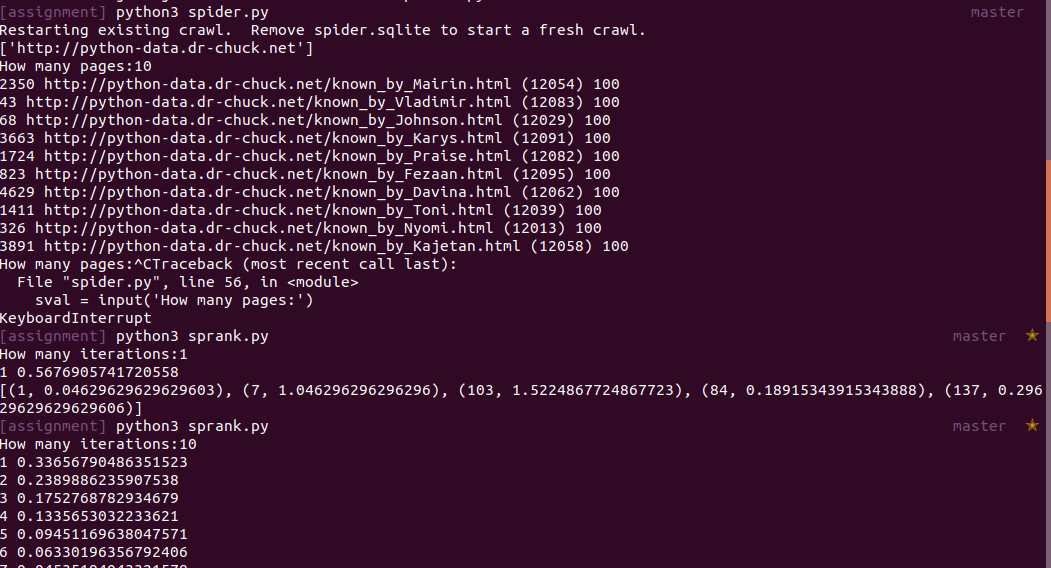 [assignment] python3 spider.py master
Restarting existing crawl.  Remove spider.sqlite to start a fresh crawl.
['http://python-data.dr-chuck.net']
How many pages:10
2350 http://python-data.dr-chuck.net/known_by_Mairin.html (12054) 100
43 http://python-data.dr-chuck.net/known_by_Vladimir.html (12083) 100
68 http://python-data.dr-chuck.net/known_by_Johnson.html (12029) 100
3663 http://python-data.dr-chuck.net/known_by_Karys.html (12091) 100
1724 http://python-data.dr-chuck.net/known_by_Praise.html (12082) 100
823 http://python-data.dr-chuck.net/known_by_Fezaan.html (12095) 100
4629 http://python-data.dr-chuck.net/known_by_Davina.html (12062) 100
1411 http://python-data.dr-chuck.net/known_by_Toni.html (12039) 100
326 http://python-data.dr-chuck.net/known_by_Nyomi.html (12013) 100
3891 http://python-data.dr-chuck.net/known_by_Kajetan.html (12058) 100
How many pages:^CTraceback (most recent call last):
  File "spider.py", line 56, in <module>
    sval = input('How many pages:')
KeyboardInterrupt
[assignment] python3 sprank.py master ★
How many iterations:1
1 0.5676905741720558
[(1, 0.04629629629629603), (7, 1.046296296296296), (103, 1.5224867724867723), (84, 0.18915343915343888), (137, 0.296
29629629629606)]
[assignment] python3 sprank.py master ★
How many iterations:10
1 0.33656790486351523
2 0.2389886235907538
3 0.1752768782934679
4 0.1335653032233621
5 0.09451169638047571
6 0.06330196356792406